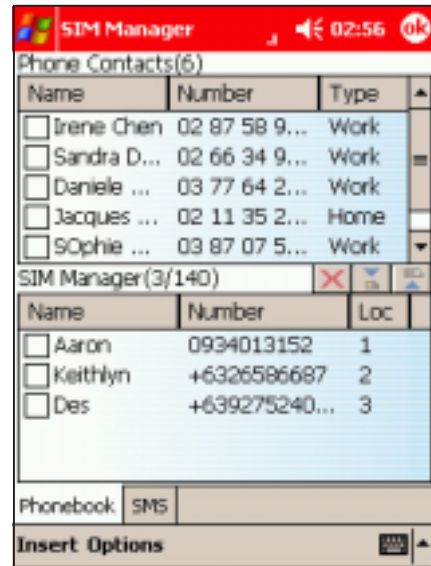 SIM Manager 02:56 ok
Phone Contacts(6)
Name Number Type
Irene Chen 02 87 58 9... Work
Sandra D... 02 66 34 9... Work
Daniele ... 03 77 64 2... Work
Jacques ... 02 11 35 2... Home
SOphie ... 03 87 07 5... Work
SIM Manager(3/140)
Name Number Loc
Aaron 0934013152 1
Keithlyn +6326586687 2
Des +639275240... 3
Phonebook SMS
Insert Options